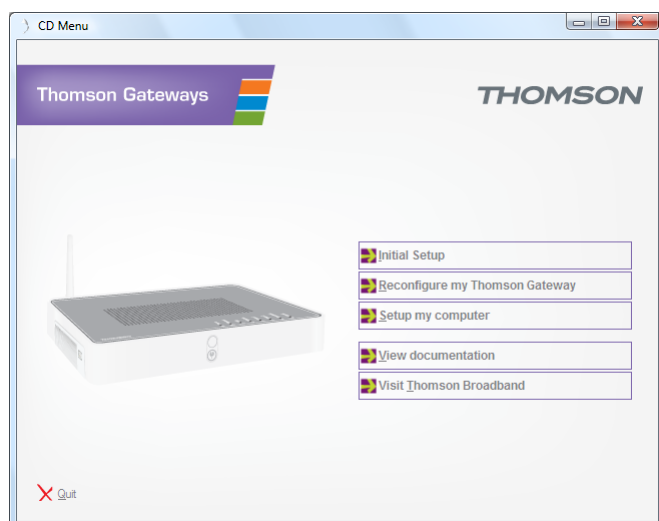 CD Menu
Thomson Gateways
THOMSON
Initial Setup
Reconfigure my Thomson Gateway
Setup my computer
View documentation
Visit Thomson Broadband
Quit